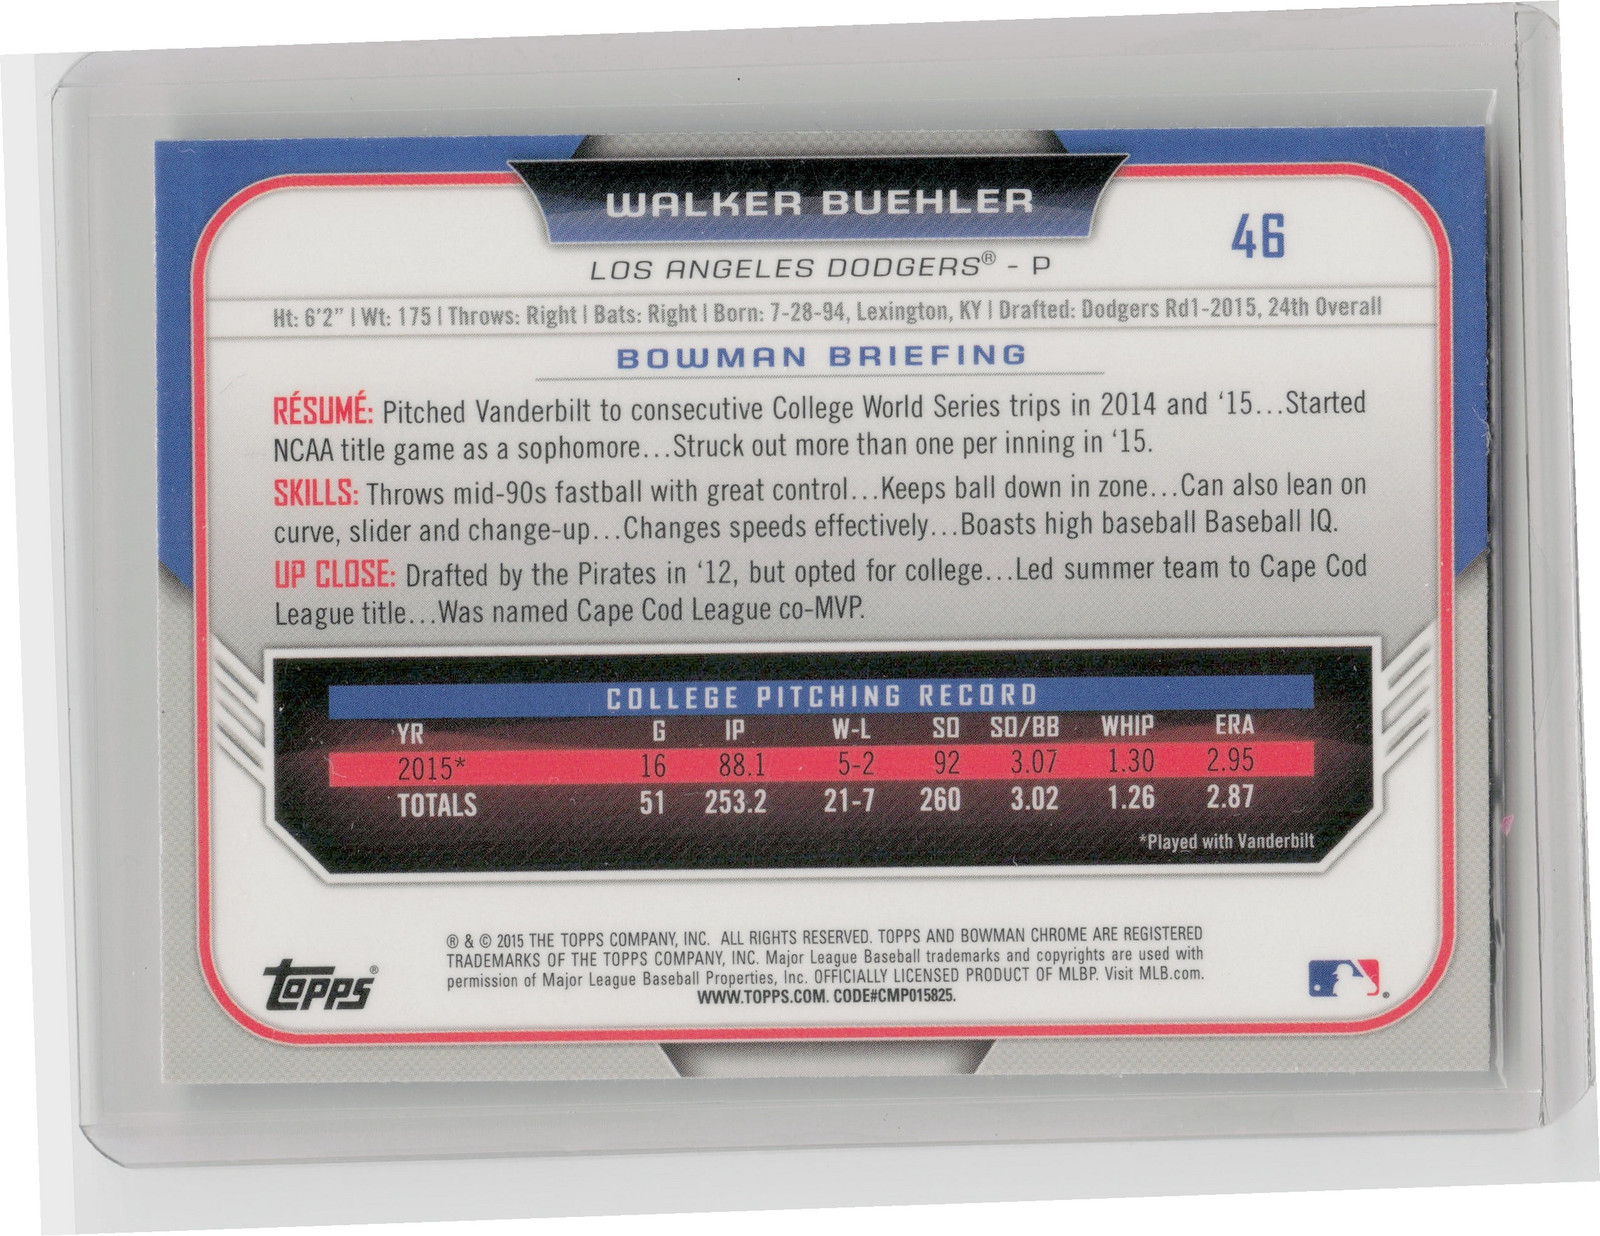 WALKER BUEHLER
46
LOS ANGELES DODGERS® - P
Ht: 6'2" | Wt: 175 | Throws: Right | Bats: Right | Born: 7-28-94, Lexington, KY | Drafted: Dodgers Rd1-2015, 24th Overall
BOWMAN BRIEFING
RÉSUMÉ: Pitched Vanderbilt to consecutive College World Series trips in 2014 and '15...Started
NCAA title game as a sophomore...Struck out more than one per inning in '15.
SKILLS: Throws mid-90s fastball with great control...Keeps ball down in zone...Can also lean on
curve, slider and change-up...Changes speeds effectively...Boasts high baseball Baseball IQ.
UP CLOSE: Drafted by the Pirates in '12, but opted for college...Led summer team to Cape Cod
League title...Was named Cape Cod League co-MVP.
COLLEGE PITCHING RECORD
YR G IP W-L SO SO/BB WHIP ERA
2015* 16 88.1 5-2 92 3.07 1.30 2.95
TOTALS 51 253.2 21-7 260 3.02 1.26 2.87
*Played with Vanderbilt
® & © 2015 THE TOPPS COMPANY, INC. ALL RIGHTS RESERVED. TOPPS AND BOWMAN CHROME ARE REGISTERED
TRADEMARKS OF THE TOPPS COMPANY, INC. Major League Baseball trademarks and copyrights are used with
permission of Major League Baseball Properties, Inc. OFFICIALLY LICENSED PRODUCT OF MLBP. Visit MLB.com.
WWW.TOPPS.COM. CODE#CMP015825.
topps®